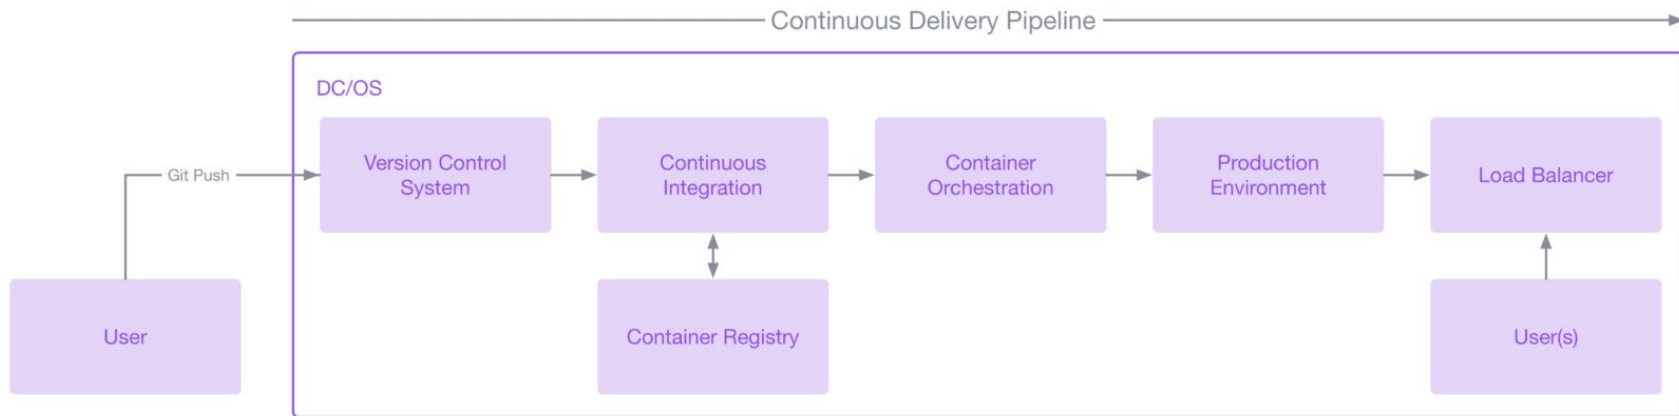 Continuous Delivery Pipeline
DC/OS
Version Control
System
Continuous
Integration
Container
Orchestration
Production
Environment
Load Balancer
Git Push
User
Container Registry
User(s)